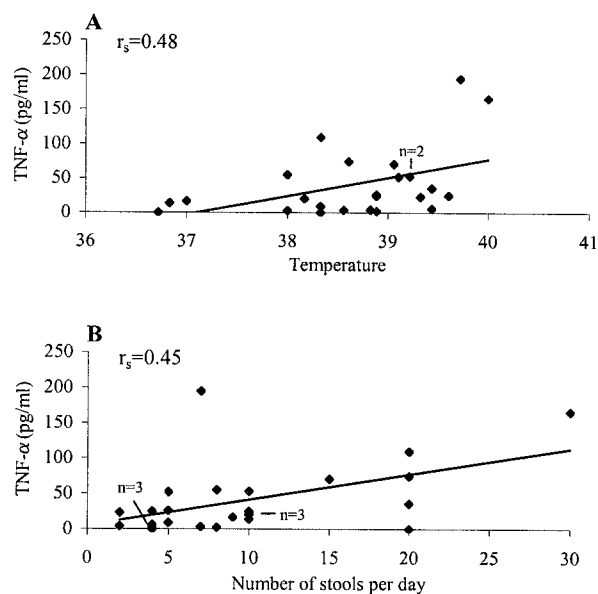 A
r_s=0.48
TNF-α (pg/ml)
250
200
150
100
50
0
n=2
36
37
38
39
40
41
Temperature
B
r_s=0.45
TNF-α (pg/ml)
250
200
150
100
50
0
n=3
n=3
0
5
10
15
20
25
30
Number of stools per day